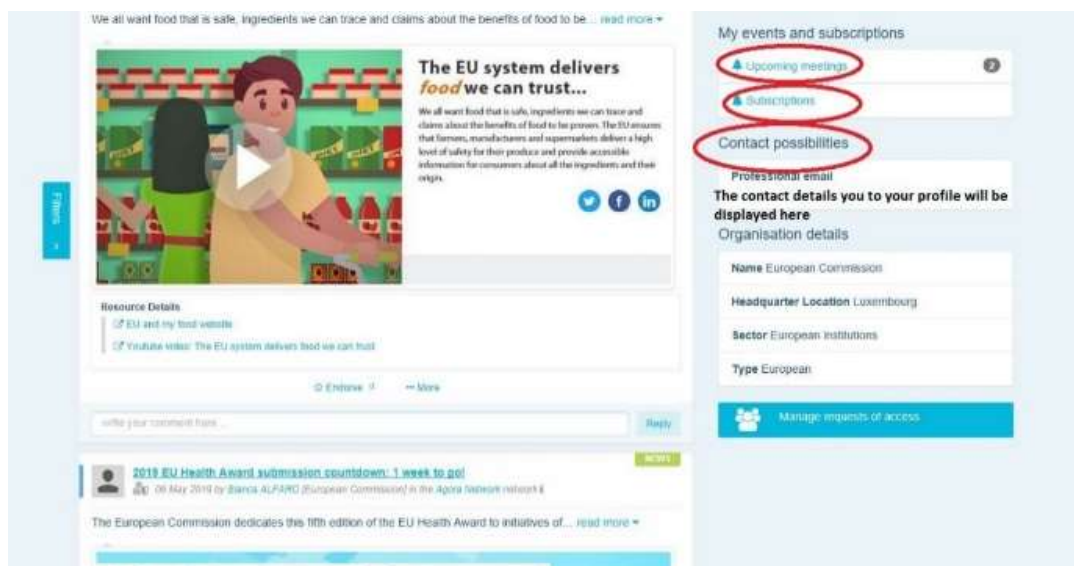 We all want food that is safe, ingredients we can trace and claims about the benefits of food to be... read more
The EU system delivers
food we can trust...
We all want food that is safe, ingredients we can trace and
claims about the benefits of food to be proven. The EU ensures
that farmers, manufacturers and supermarkets deliver a high
level of safety for their produce and provide accessible
information for consumers about all the ingredients and their
origin.
Filters
Resource Details
EU and my food website
Youtube video: The EU system delivers food we can trust
Endorse
More
write your comment here ...
Reply
NEWS
2019 EU Health Award submission countdown: 1 week to go!
06 May 2019 by Bianca ALFARO (European Commission) in the Agora Network network
The European Commission dedicates this fifth edition of the EU Health Award to initiatives of... read more
My events and subscriptions
Upcoming meetings 2
Subscriptions
Contact possibilities
Professional email
The contact details you to your profile will be
displayed here
Organisation details
Name European Commission
Headquarter Location Luxembourg
Sector European Institutions
Type European
Manage requests of access